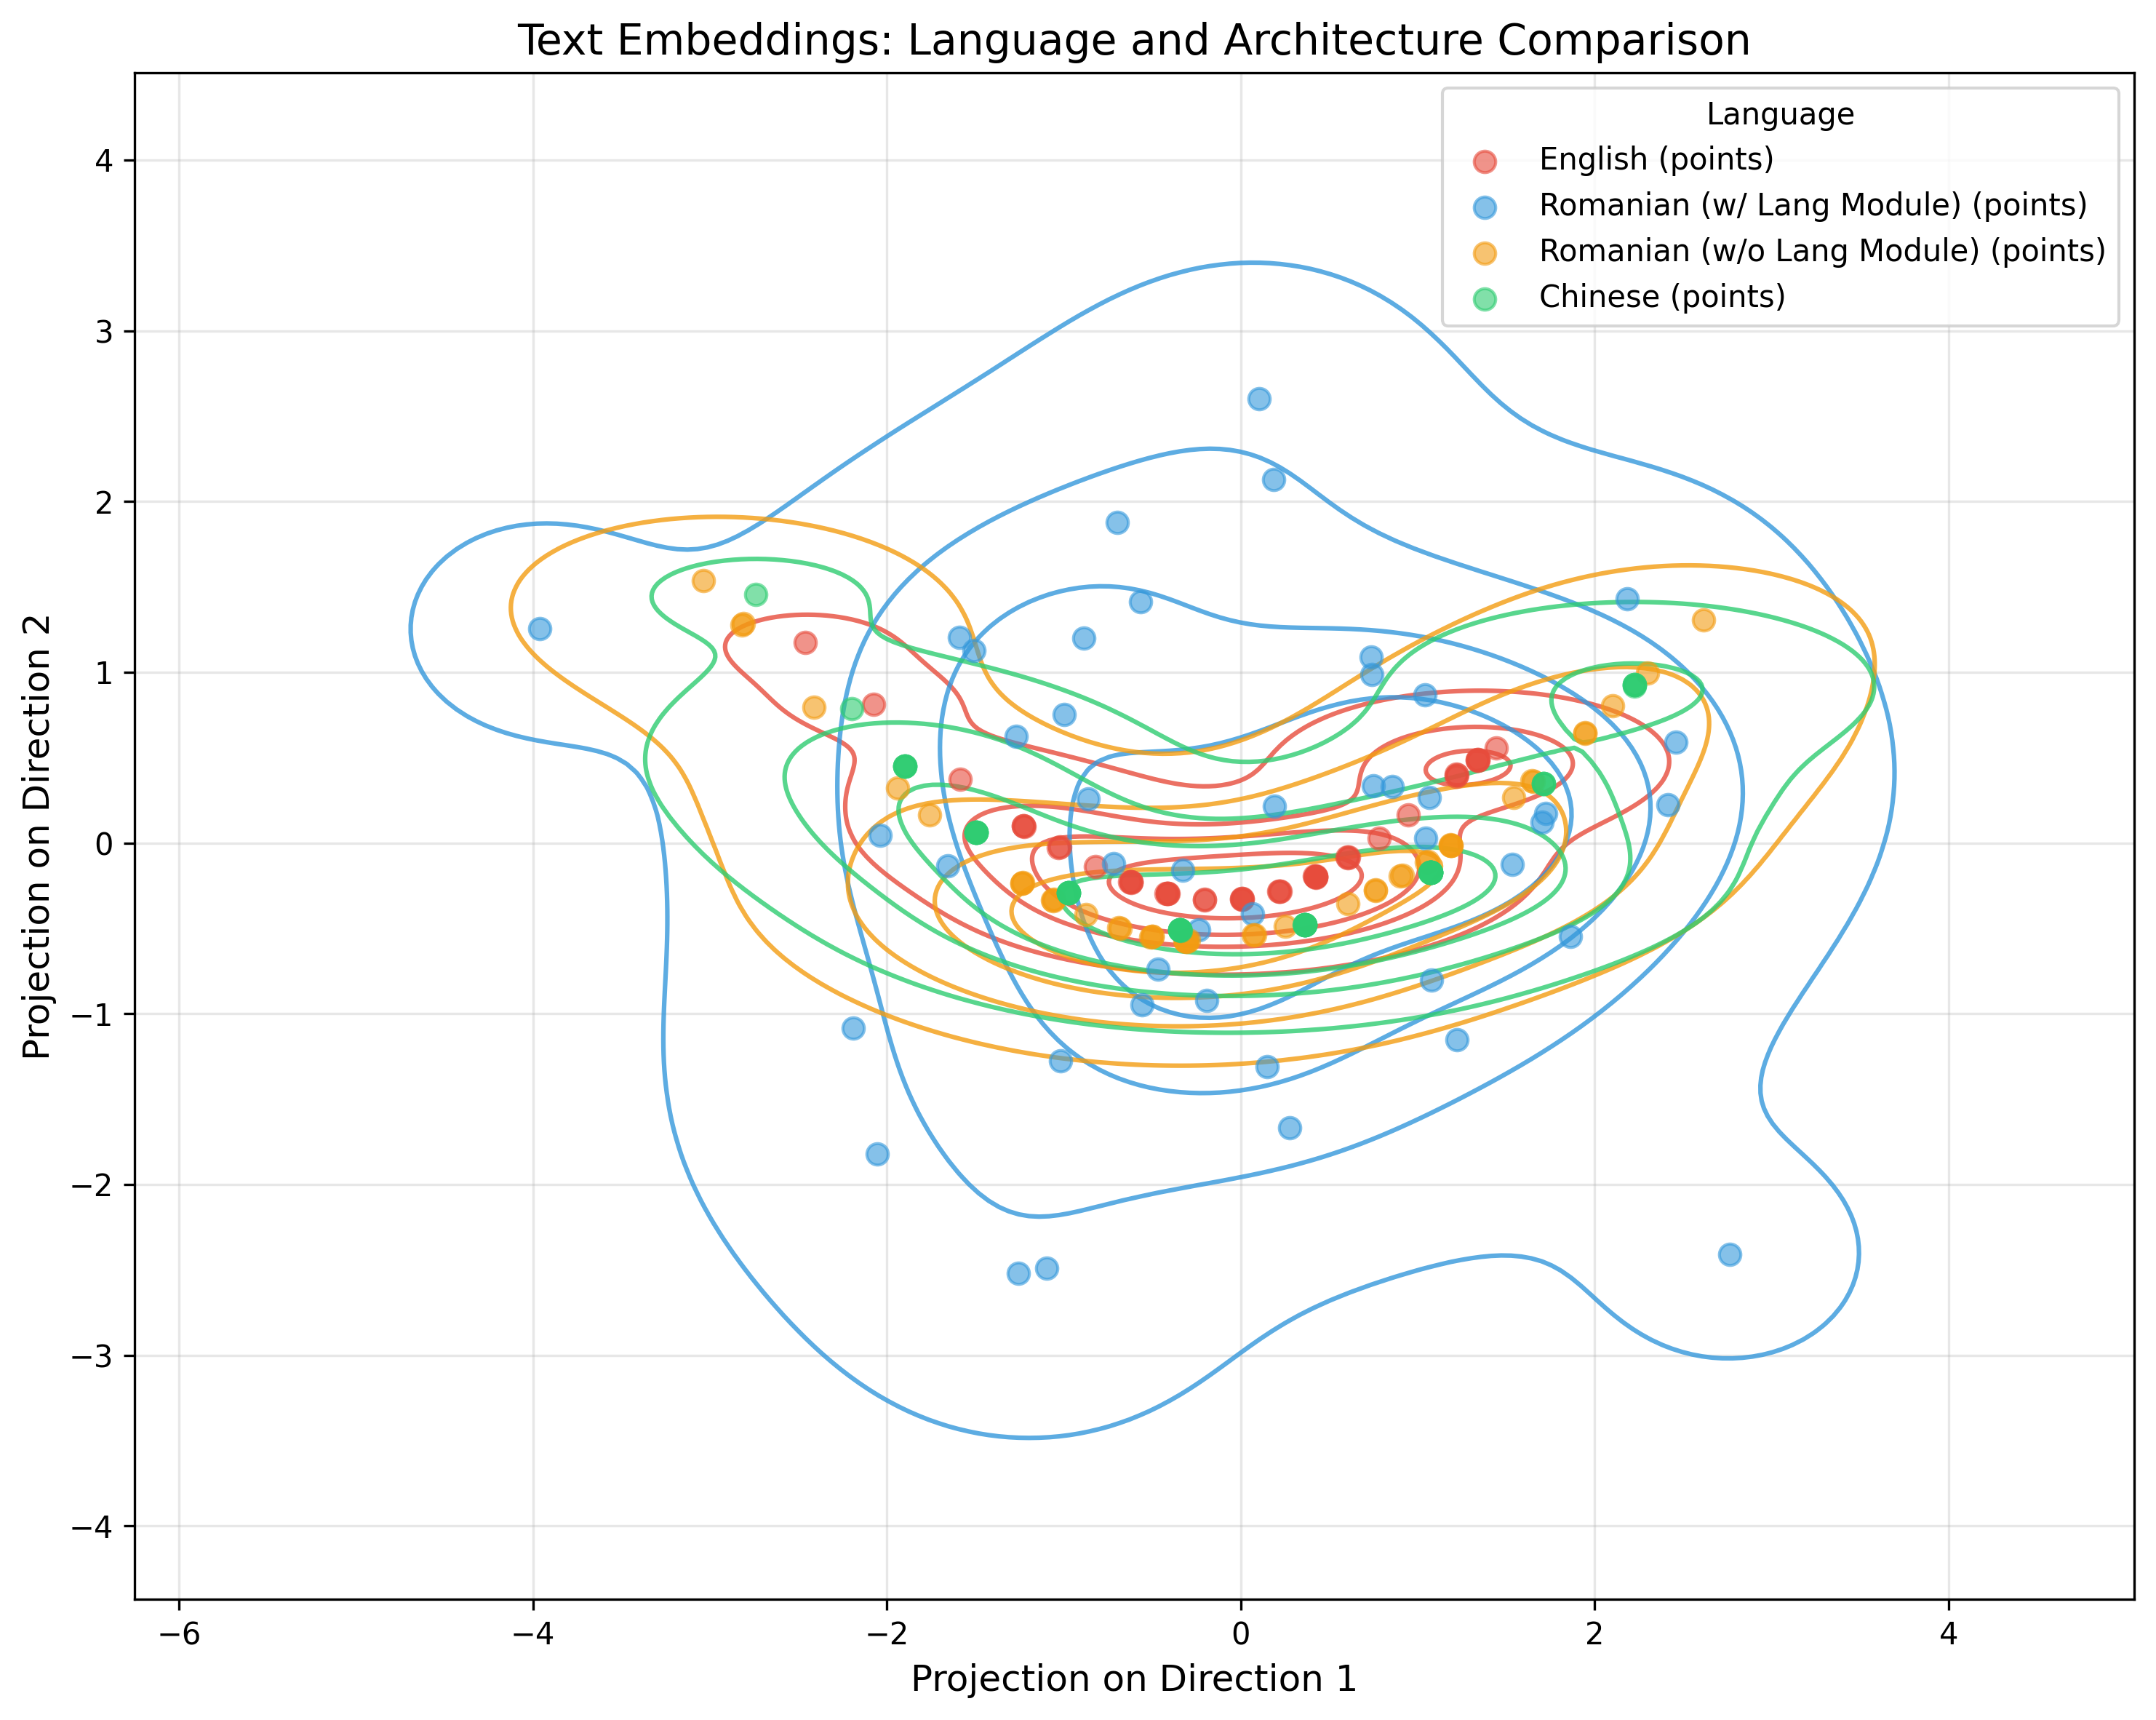 Text Embeddings: Language and Architecture Comparison
Language
English (points)
Romanian (w/ Lang Module) (points)
Romanian (w/o Lang Module) (points)
Chinese (points)
Projection on Direction 2
4
3
2
1
0
−1
−2
−3
−4
−6
−4
−2
0
2
4
Projection on Direction 1